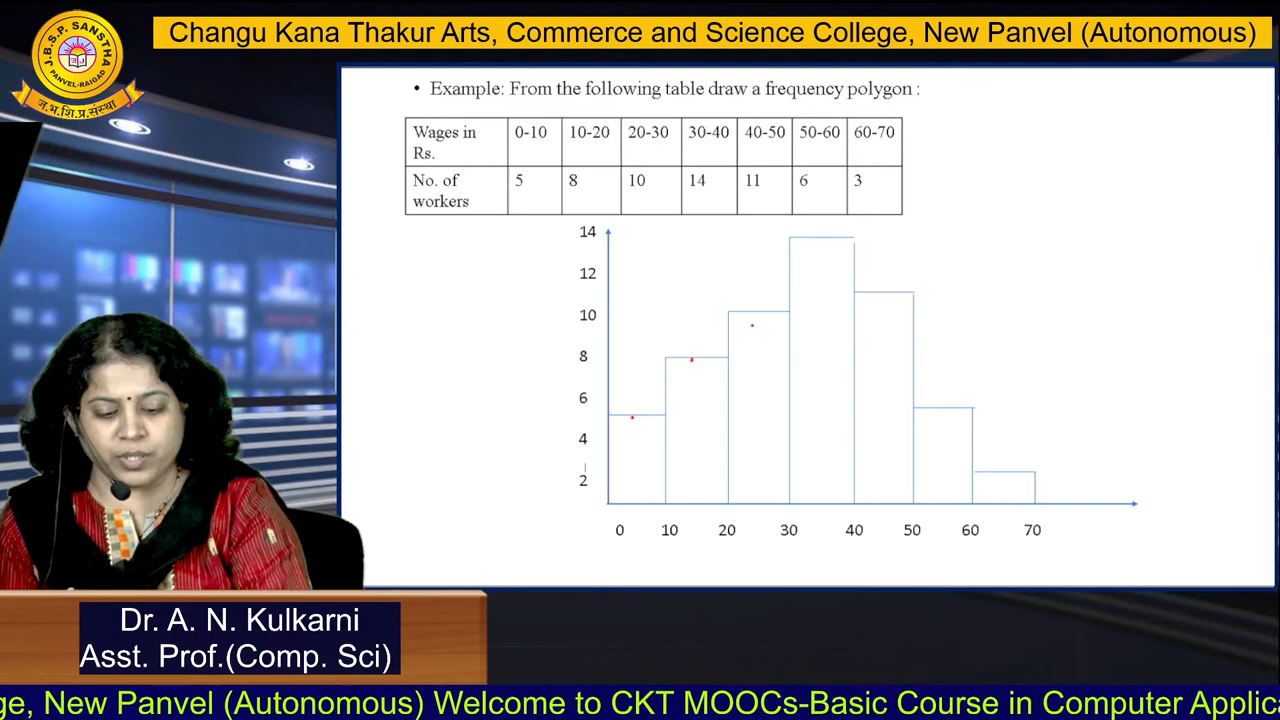 Changu Kana Thakur Arts, Commerce and Science College, New Panvel (Autonomous)
J.B.S.P. SANSTHA
PANVEL-RAIGAD
ज.भ.शि.प्र.संस्था
• Example: From the following table draw a frequency polygon :
Wages in Rs. 0-10 10-20 20-30 30-40 40-50 50-60 60-70
No. of workers 5 8 10 14 11 6 3
14
12
10
8
6
4
2
0 10 20 30 40 50 60 70
Dr. A. N. Kulkarni
Asst. Prof.(Comp. Sci)
ge, New Panvel (Autonomous) Welcome to CKT MOOCs-Basic Course in Computer Applica